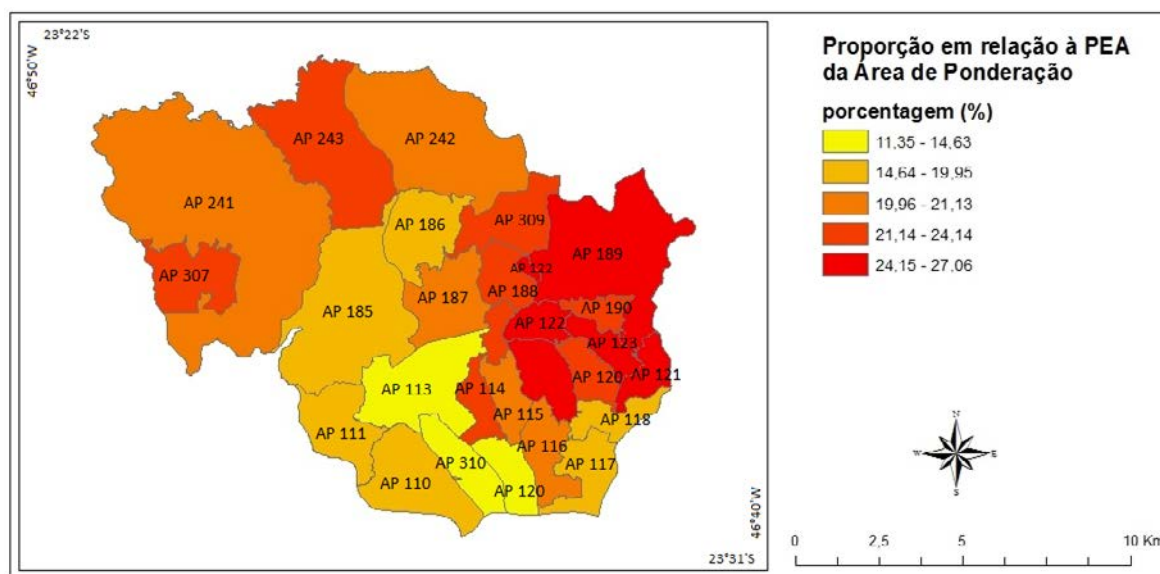 23°22'S
46°50'W
AP 243
AP 242
AP 241
AP 186
AP 309
AP 189
AP 307
AP 122
AP 188
AP 187
AP 190
AP 185
AP 122
AP 123
AP 113
AP 114
AP 120
AP 121
AP 115
AP 118
AP 111
AP 116
AP 310
AP 117
AP 110
AP 120
46°40'W
23°31'S
Proporção em relação à PEA
da Área de Ponderação
porcentagem (%)
11,35 - 14,63
14,64 - 19,95
19,96 - 21,13
21,14 - 24,14
24,15 - 27,06
N
W E
S
0 2,5 5 10 Km